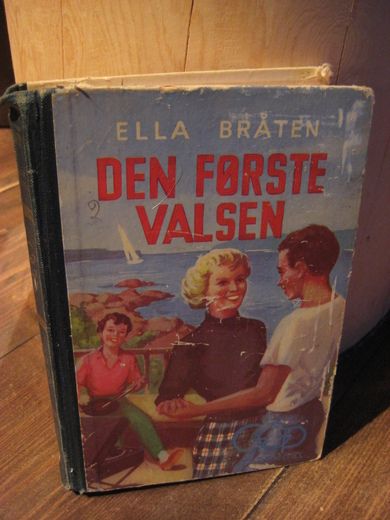 ELLA BRÅTEN
DEN FØRSTE
VALSEN